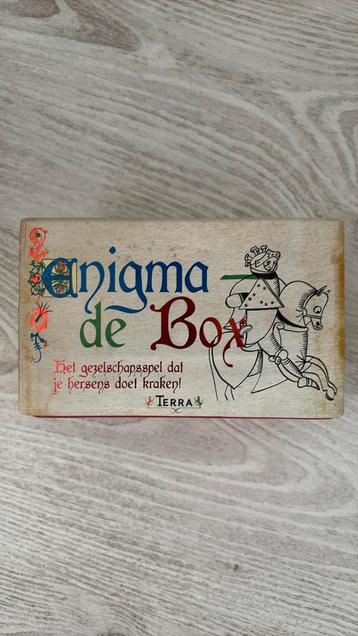 Enigma
de Box
Het gezelschapsspel dat
je hersens doet kraken!
TERRA